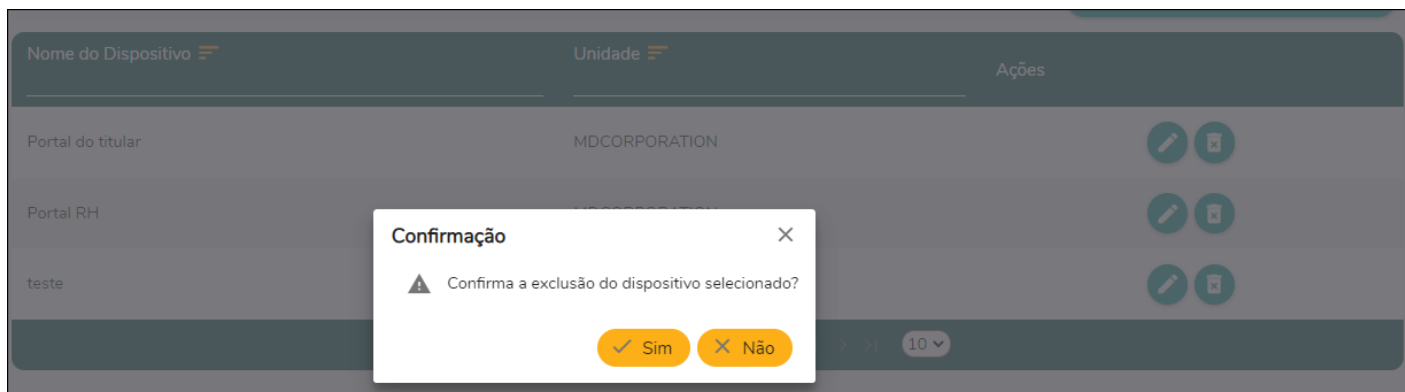 Nome do Dispositivo Unidade
Ações
Portal do titular MDCORPORATION
Portal RH MDCORPORATION
Confirmação
teste Confirma a exclusão do dispositivo selecionado?
Sim Não 10